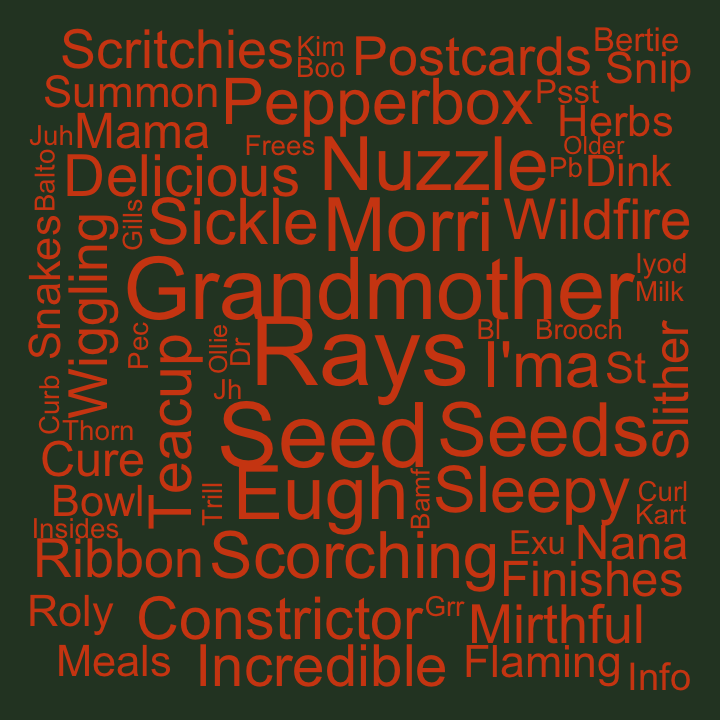 Scritchies
Kim
Boo
Postcards
Bertie
Snip
Summon
Pepperbox
Psst
Herbs
Juh
Mama
Frees
Nuzzle
Older
Pb
Dink
Balto
Delicious
Gills
Sickle
Morri
Wildfire
Snakes
Wiggling
Grandmother
Iyod
Milk
Pec
Teacup
Ollie
Dr
Jh
Rays
Bl
Brooch
I'ma
St
Slither
Curb
Thorn
Cure
Seed
Seeds
Bowl
Trill
Eugh
Bamf
Sleepy
Curl
Kart
Insides
Ribbon
Scorching
Exu
Nana
Finishes
Roly
Constrictor
Grr
Mirthful
Meals
Incredible
Flaming
Info